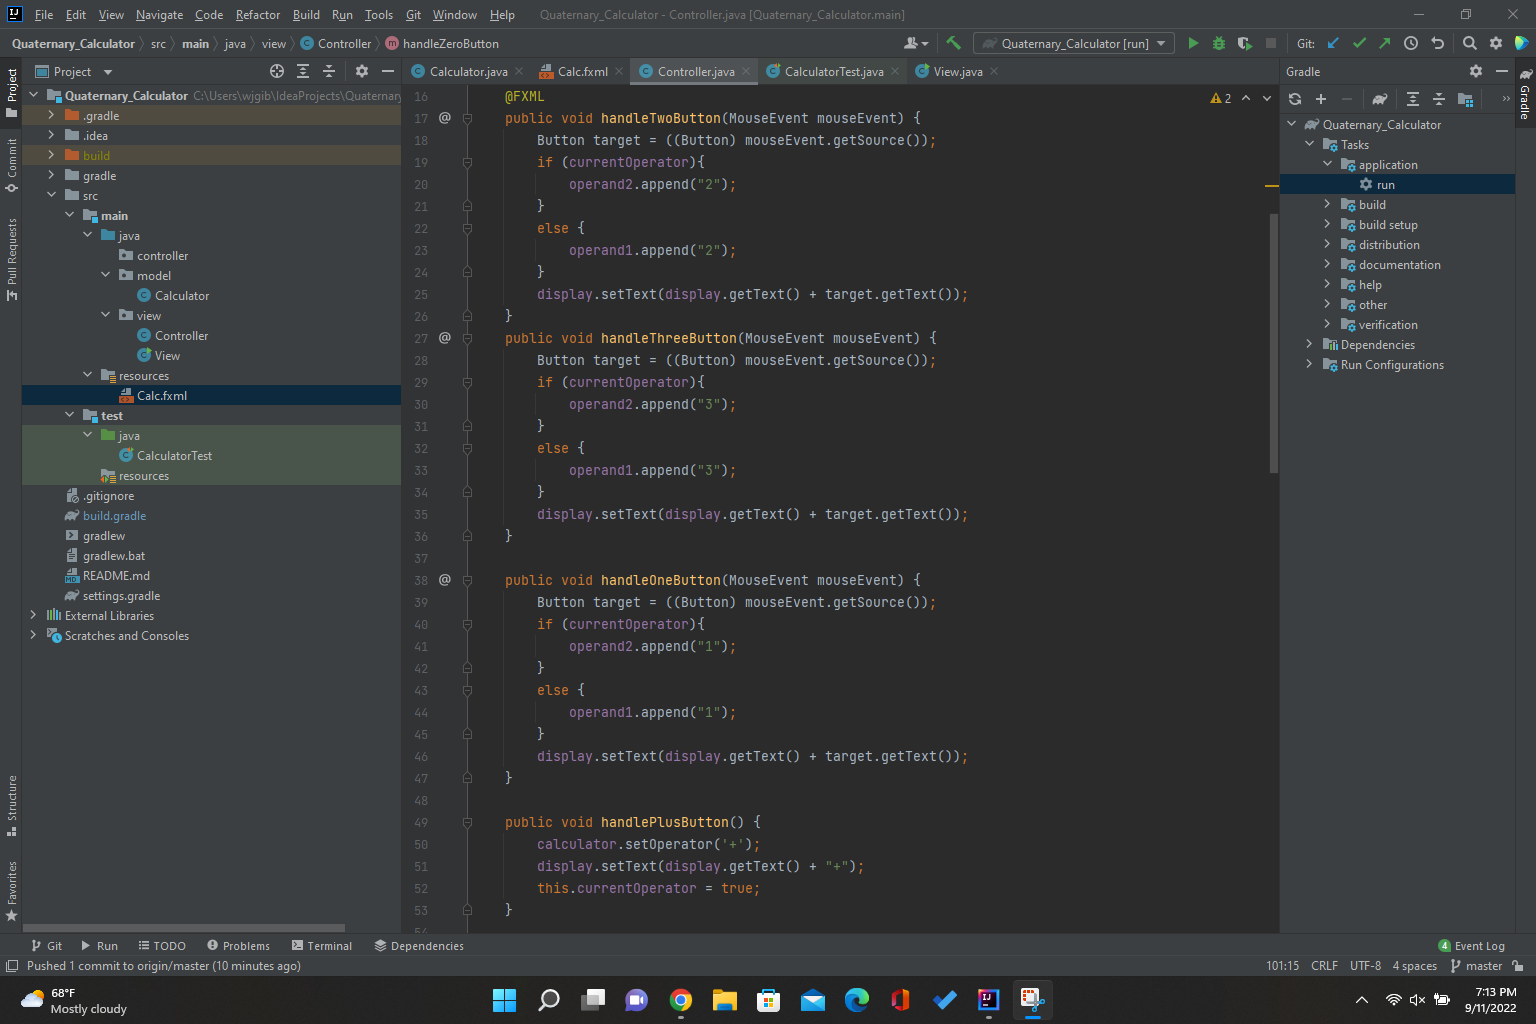 File Edit View Navigate Code Refactor Build Run Tools Git Window Help Quaternary_Calculator - Controller.java [Quaternary_Calculator.main]
Quaternary_Calculator src main java view Controller handleZeroButton Quaternary_Calculator [run] Git:
Project Calculator.java Calc.fxml Controller.java CalculatorTest.java View.java Gradle
Project
Commit
Pull Requests
Structure
Favorites
Quaternary_Calculator C:\Users\wjgib\IdeaProjects\Quaternary
.gradle
.idea
build
gradle
src
main
java
controller
model
Calculator
view
Controller
View
resources
Calc.fxml
test
java
CalculatorTest
resources
.gitignore
build.gradle
gradlew
gradlew.bat
README.md
settings.gradle
External Libraries
Scratches and Consoles
2
16 @FXML
17 @ public void handleTwoButton(MouseEvent mouseEvent) {
18 Button target = ((Button) mouseEvent.getSource());
19 if (currentOperator){
20 operand2.append("2");
21 }
22 else {
23 operand1.append("2");
24 }
25 display.setText(display.getText() + target.getText());
26 }
27 @ public void handleThreeButton(MouseEvent mouseEvent) {
28 Button target = ((Button) mouseEvent.getSource());
29 if (currentOperator){
30 operand2.append("3");
31 }
32 else {
33 operand1.append("3");
34 }
35 display.setText(display.getText() + target.getText());
36 }
37
38 @ public void handleOneButton(MouseEvent mouseEvent) {
39 Button target = ((Button) mouseEvent.getSource());
40 if (currentOperator){
41 operand2.append("1");
42 }
43 else {
44 operand1.append("1");
45 }
46 display.setText(display.getText() + target.getText());
47 }
48
49 public void handlePlusButton() {
50 calculator.setOperator('+');
51 display.setText(display.getText() + "+");
52 this.currentOperator = true;
53 }
54
Quaternary_Calculator
Tasks
application
run
build
build setup
distribution
documentation
help
other
verification
Dependencies
Run Configurations
Gradle
Git Run TODO Problems Terminal Dependencies 4 Event Log
Pushed 1 commit to origin/master (10 minutes ago) 101:15 CRLF UTF-8 4 spaces master
68°F
Mostly cloudy
7:13 PM
9/11/2022